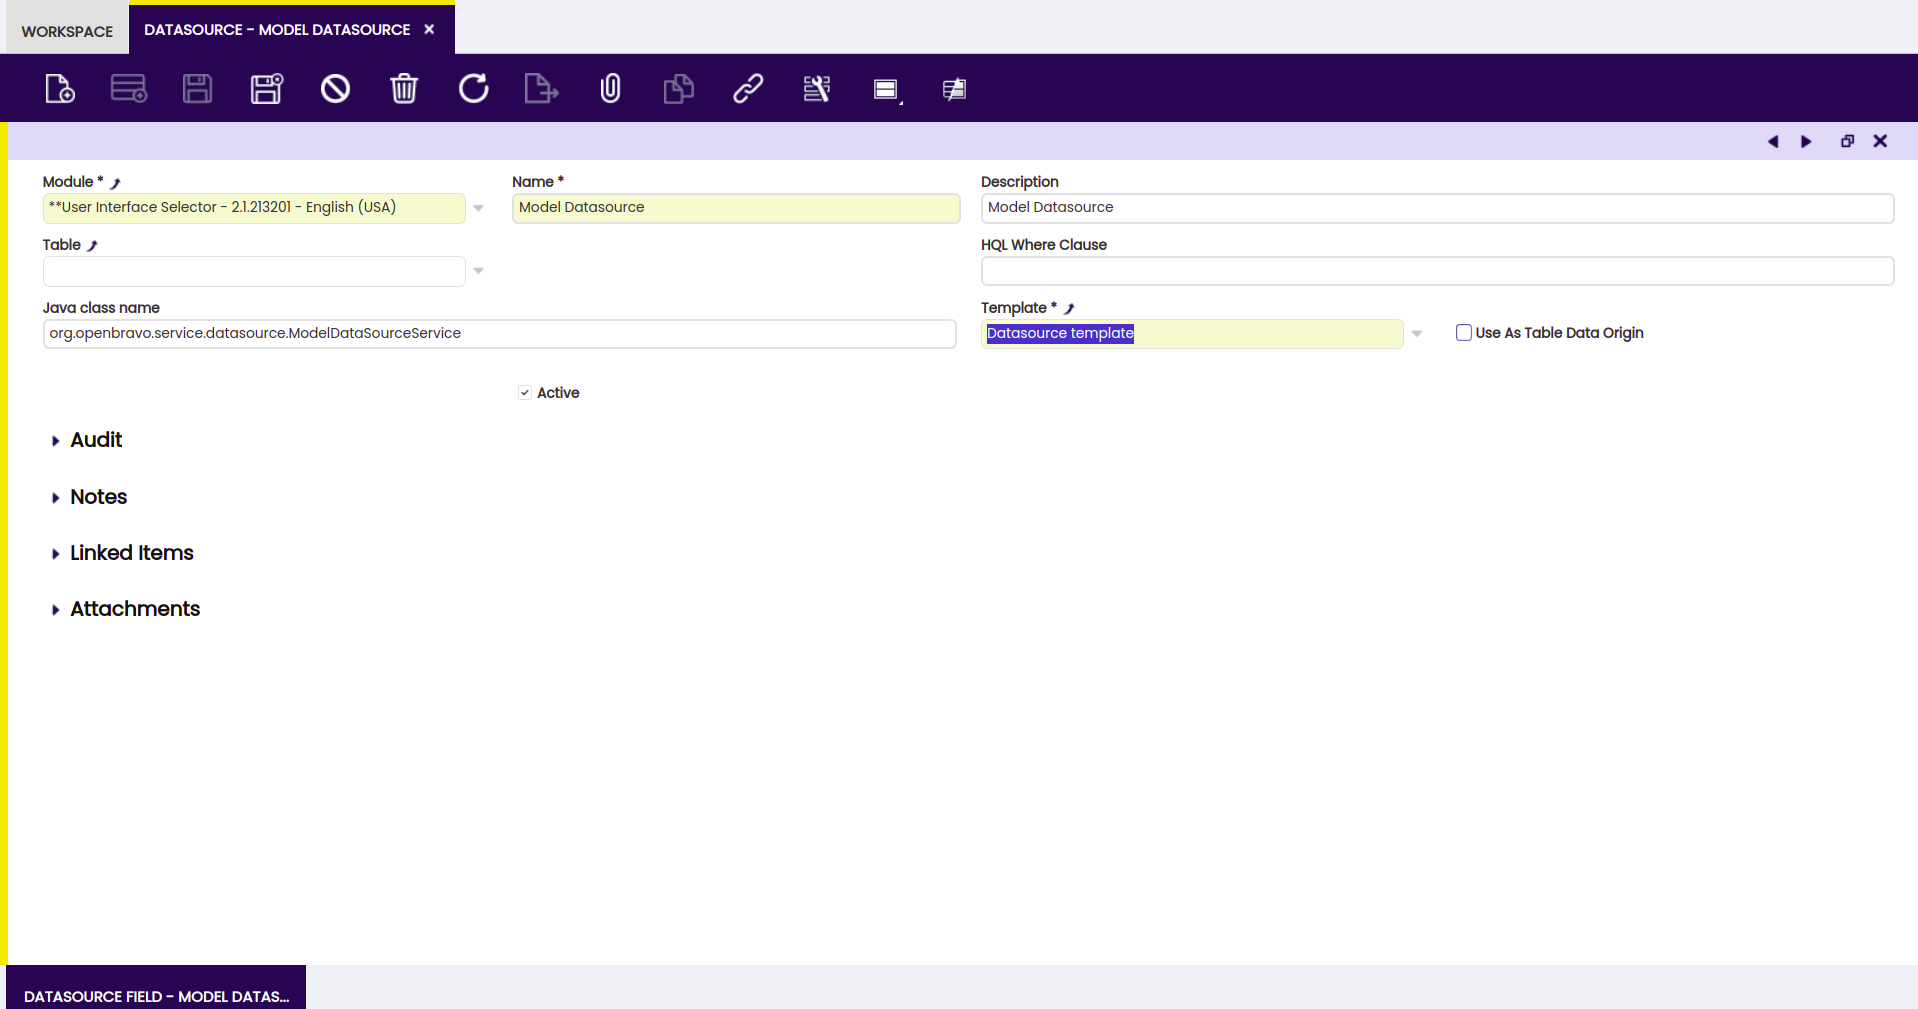 WORKSPACE
DATASOURCE - MODEL DATASOURCE
Module *
Name *
Description
**User Interface Selector - 2.1.213201 - English (USA)
Model Datasource
Model Datasource
Table
HQL Where Clause
Java class name
Template *
org.openbravo.service.datasource.ModelDataSourceService
Datasource template
Use As Table Data Origin
Active
Audit
Notes
Linked Items
Attachments
DATASOURCE FIELD - MODEL DATAS...